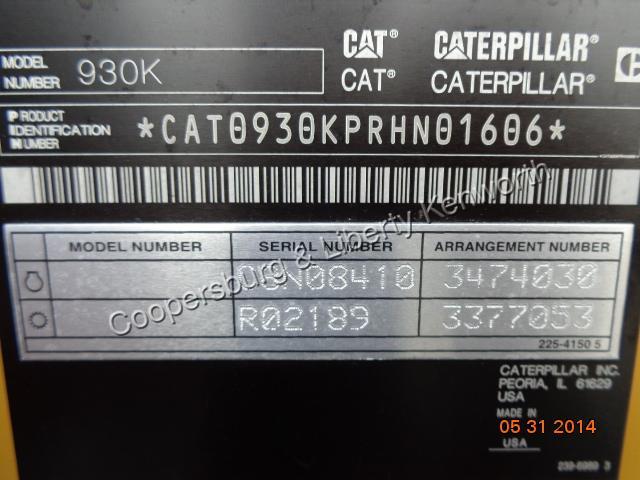 CAT® CATERPILLAR®
MODEL NUMBER 930K
CAT® CATERPILLAR®
PRODUCT IDENTIFICATION NUMBER *CAT0930KPRHN01606*
MODEL NUMBER SERIAL NUMBER ARRANGEMENT NUMBER
3474030
R02189 3377053
225-4150 5
Coopersburg & Liberty Kenworth
CATERPILLAR INC.
PEORIA, IL 61629
USA
MADE IN
USA
05 31 2014